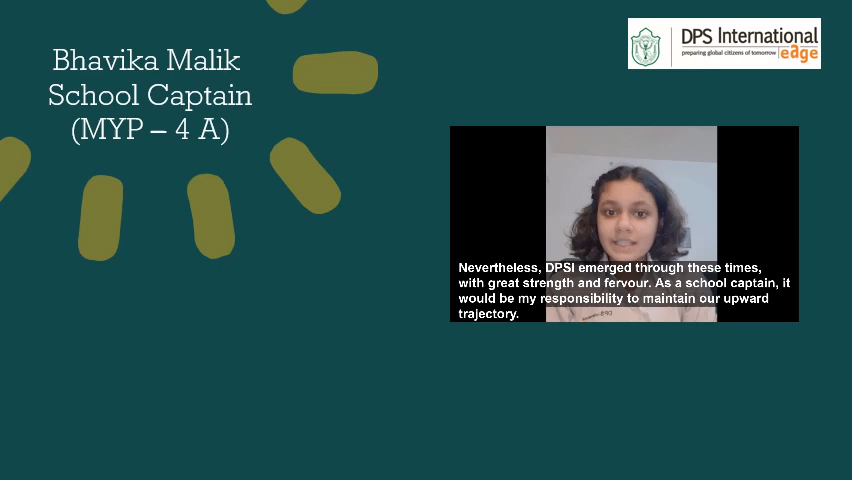 Bhavika Malik
School Captain
(MYP – 4 A)
DPS International
preparing global citizens of tomorrow
edge
Nevertheless, DPSI emerged through these times,
with great strength and fervour. As a school captain, it
would be my responsibility to maintain our upward
trajectory.